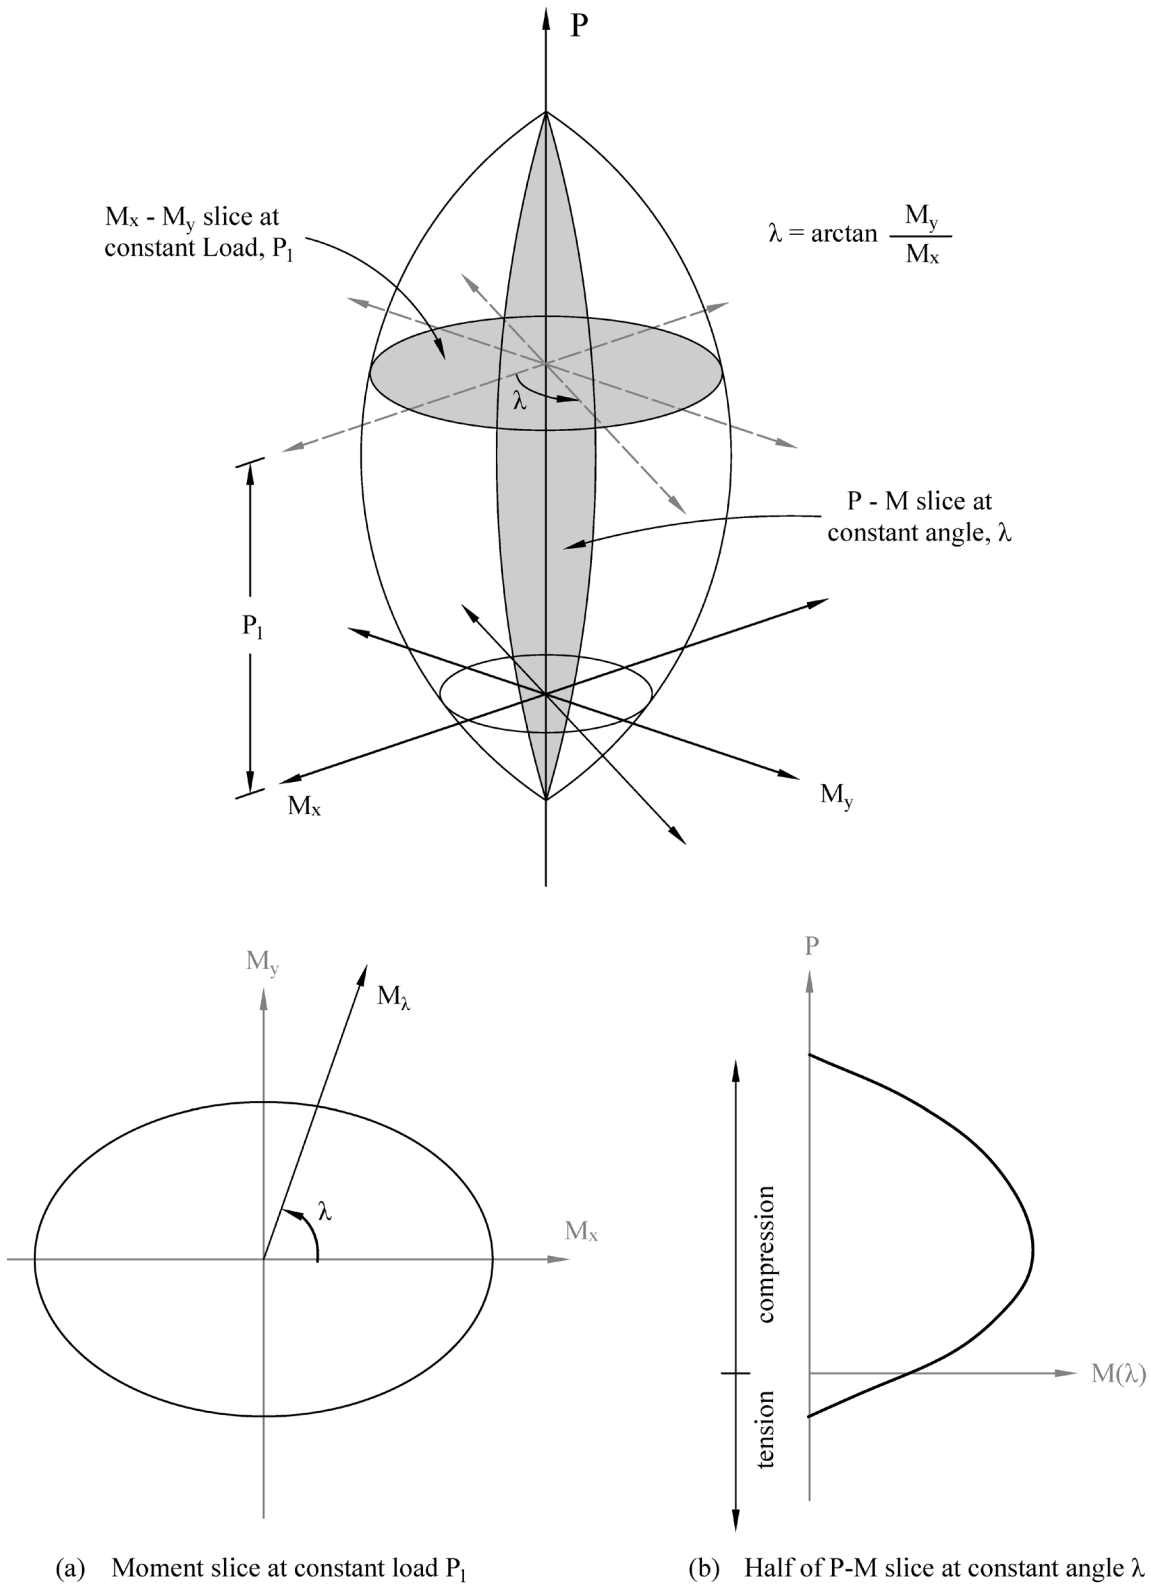 P
Mx - My slice at
constant Load, P1
λ = arctan My
Mx
λ
P - M slice at
constant angle, λ
P1
Mx
My
My
Mλ
λ
Mx
P
compression
tension
M(λ)
(a) Moment slice at constant load P1
(b) Half of P-M slice at constant angle λ